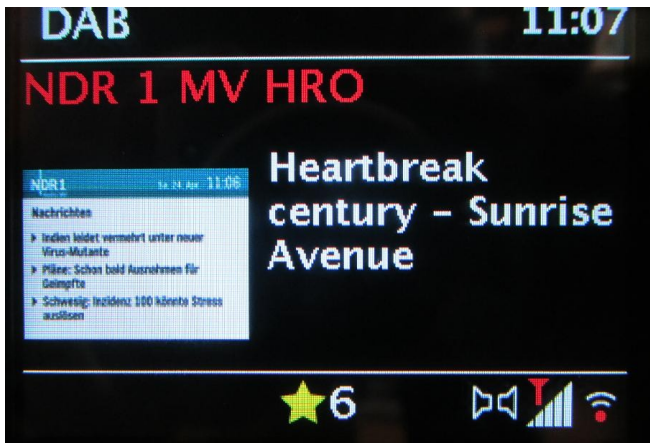 DAB 11:07
NDR 1 MV HRO
NDR1 Sa. 24. Apr. 11:06
Nachrichten
Indien leidet vermehrt unter neuer
Virus-Mutante
Pläne: Schon bald Ausnahmen für
Geimpfte
Schwesig: Inzidenz 100 könnte Stress
auslösen
Heartbreak
century – Sunrise
Avenue
6